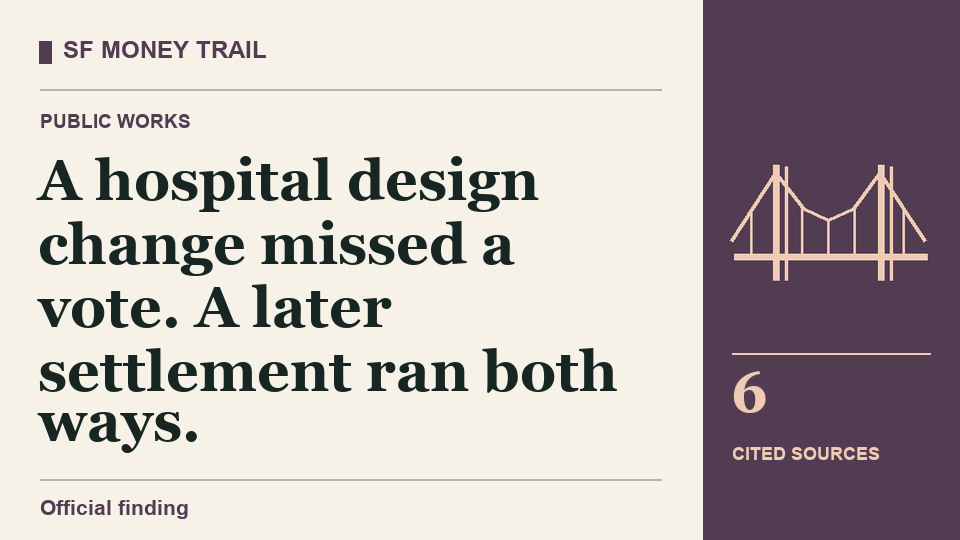 SF MONEY TRAIL
PUBLIC WORKS
A hospital design
change missed a
vote. A later
settlement ran both
ways.
Official finding
6
CITED SOURCES